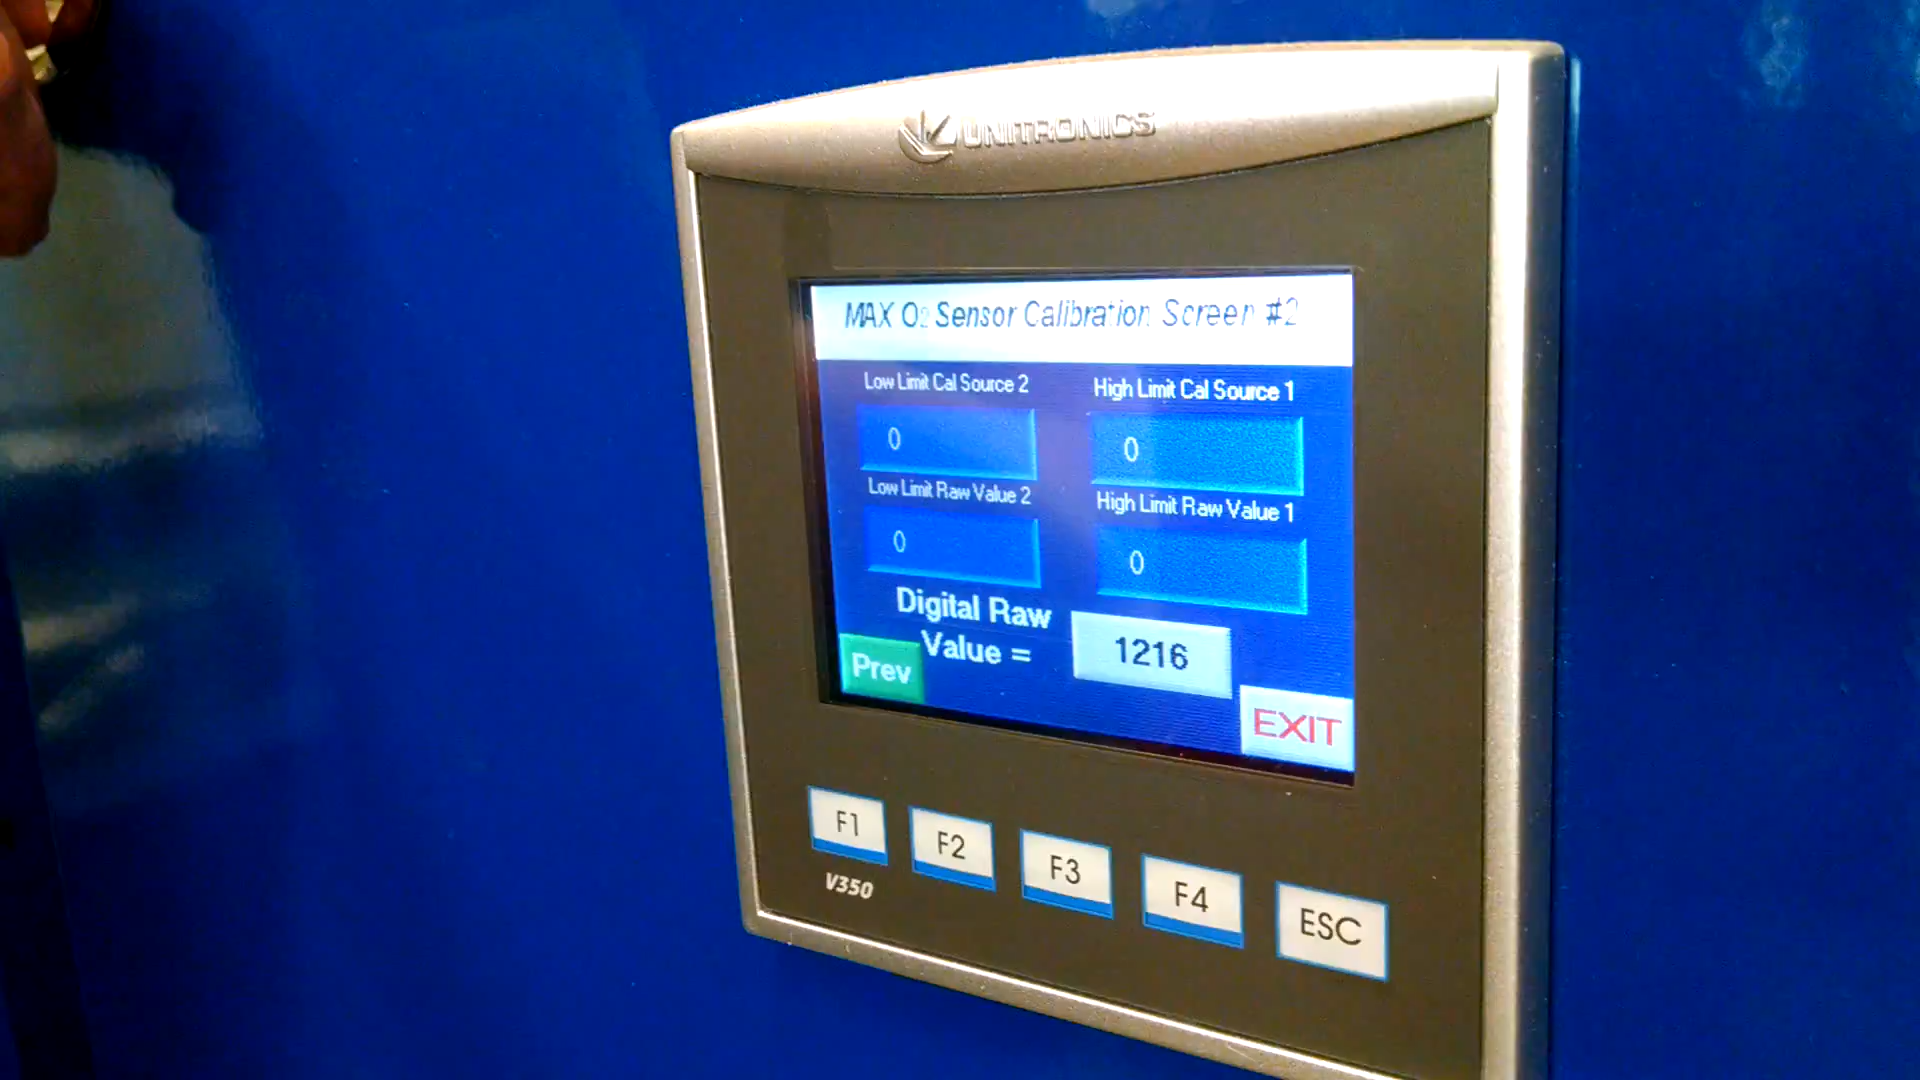 UNITRONICS
MAX O2 Sensor Calibration Screen #2
Low Limit Cal Source 2
High Limit Cal Source 1
0
0
Low Limit Raw Value 2
High Limit Raw Value 1
0
0
Digital Raw
Value =
1216
Prev
EXIT
F1
F2
F3
F4
ESC
V350